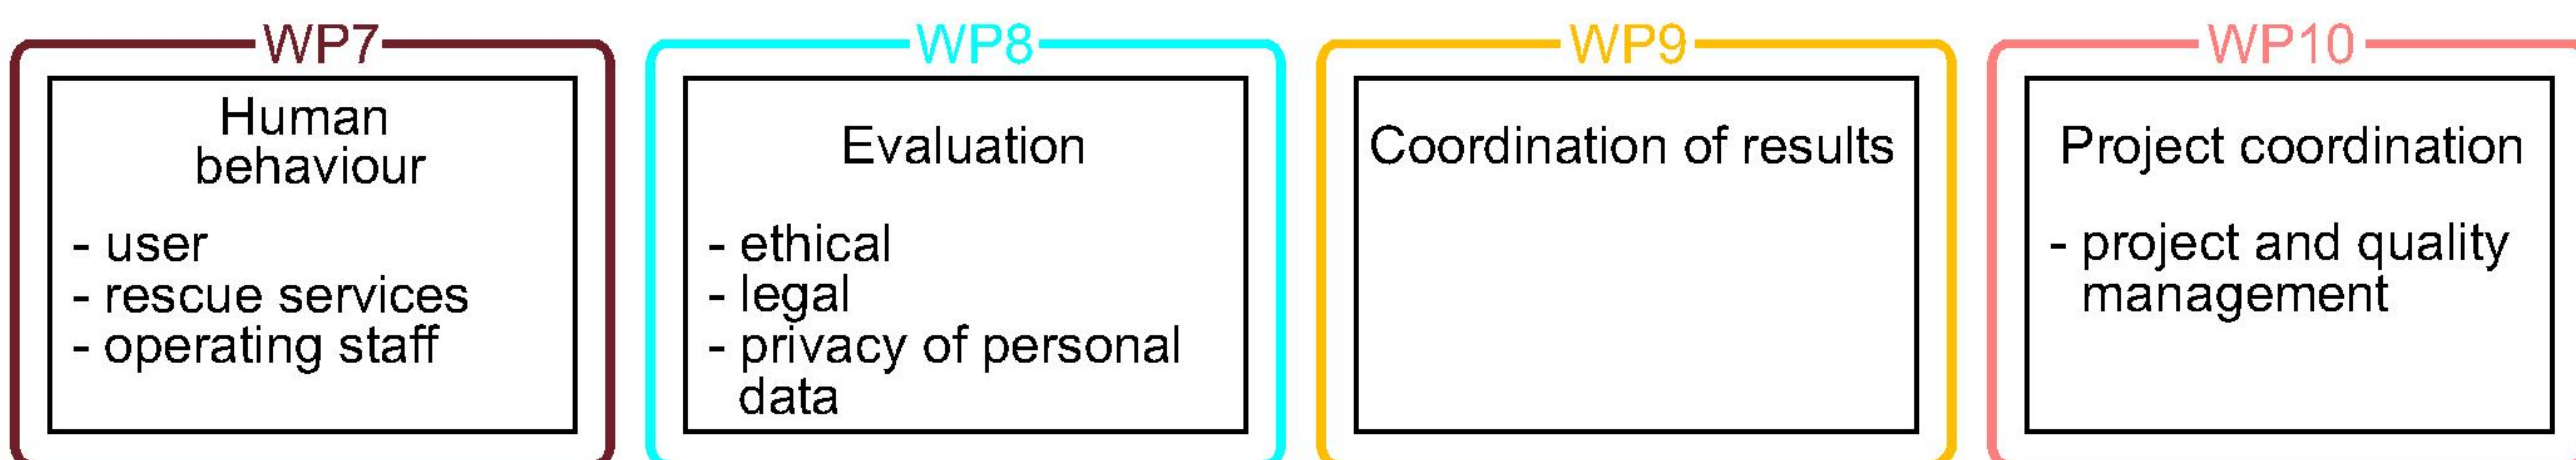 WP7
Human
behaviour
- user
- rescue services
- operating staff
WP8
Evaluation
- ethical
- legal
- privacy of personal
data
WP9
Coordination of results
WP10
Project coordination
- project and quality
management